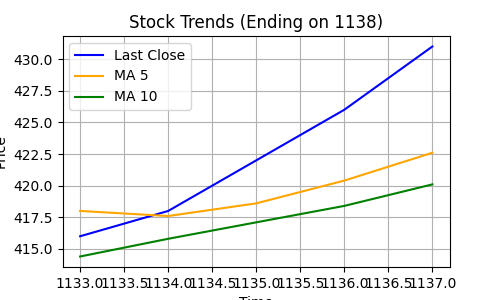 Stock Trends (Ending on 1138)
Last Close
MA 5
MA 10
430.0
427.5
425.0
422.5
420.0
417.5
415.0
Price
1133.0 1133.5 1134.0 1134.5 1135.0 1135.5 1136.0 1136.5 1137.0
Time